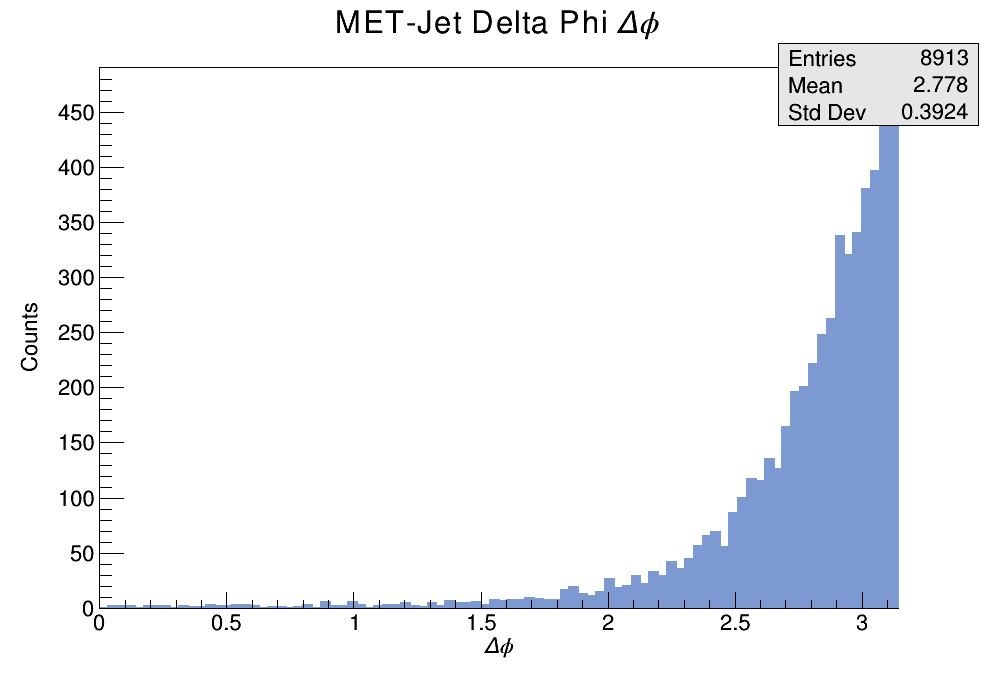 MET-Jet Delta Phi Δϕ
Entries 8913
Mean 2.778
Std Dev 0.3924
450
400
350
300
250
200
150
100
50
0
Counts
0 0.5 1 1.5 2 2.5 3
Δϕ